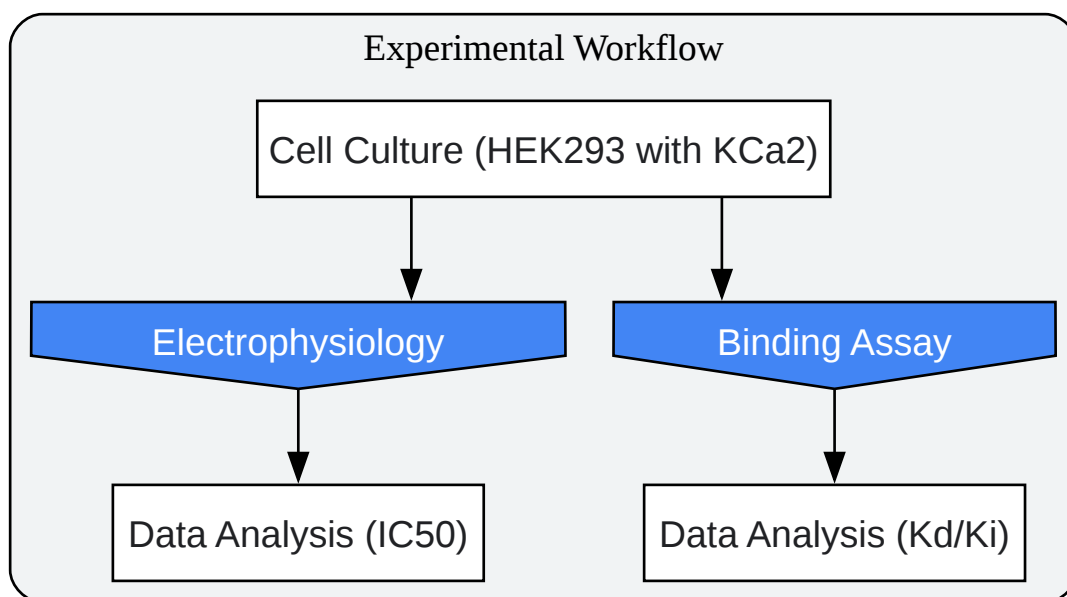 Experimental Workflow
Cell Culture (HEK293 with KCa2)
Electrophysiology
Binding Assay
Data Analysis (IC50)
Data Analysis (Kd/Ki)